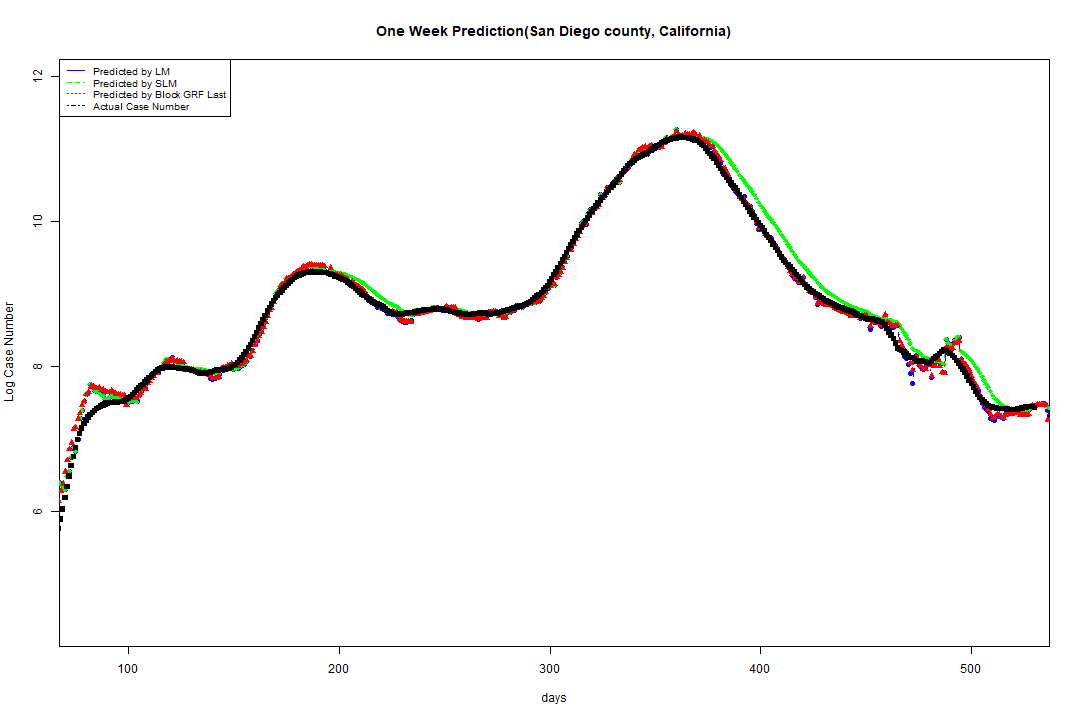 One Week Prediction(San Diego county, California)
Predicted by LM
Predicted by SLM
Predicted by Block GRF Last
Actual Case Number
12
10
8
6
Log Case Number
100
200
300
400
500
days